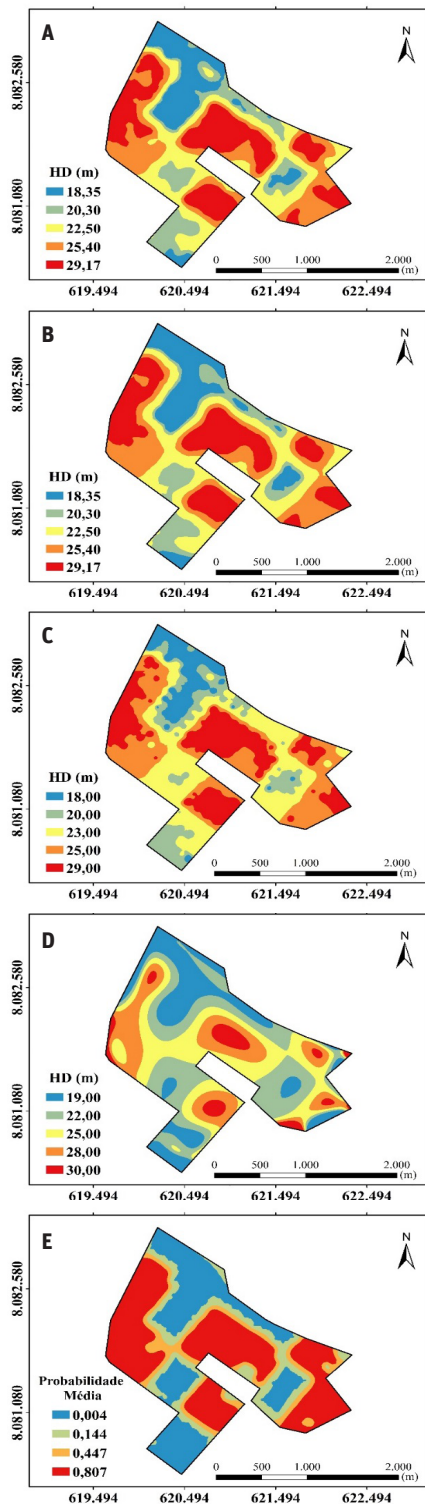 A
N
8.082.580
8.081.080
HD (m)
18,35
20,30
22,50
25,40
29,17
0 500 1.000 2.000 (m)
619.494 620.494 621.494 622.494
B
N
8.082.580
8.081.080
HD (m)
18,35
20,30
22,50
25,40
29,17
0 500 1.000 2.000 (m)
619.494 620.494 621.494 622.494
C
N
8.082.580
8.081.080
HD (m)
18,00
20,00
23,00
25,00
29,00
0 500 1.000 2.000 (m)
619.494 620.494 621.494 622.494
D
N
8.082.580
8.081.080
HD (m)
19,00
22,00
25,00
28,00
30,00
0 500 1.000 2.000 (m)
619.494 620.494 621.494 622.494
E
N
8.082.580
8.081.080
Probabilidade
Média
0,004
0,144
0,447
0,807
0 500 1.000 2.000 (m)
619.494 620.494 621.494 622.494